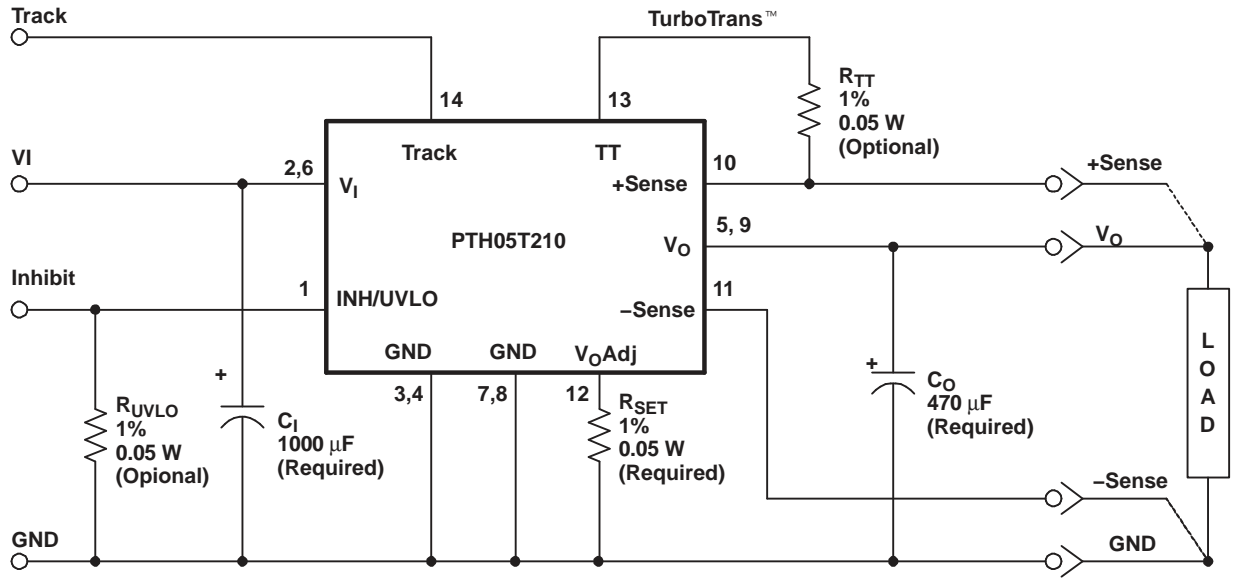 Track
TurboTrans™
RTT
1%
0.05 W
(Optional)
14
13
VI
2,6
Track
TT
10
+Sense
+Sense
VI
PTH05T210
5, 9
VO
VO
Inhibit
1
INH/UVLO
11
−Sense
GND
GND
VOAdj
LOAD
+
3,4
7,8
12
+
RUVLO
1%
0.05 W
(Opional)
CI
1000 μF
(Required)
RSET
1%
0.05 W
(Required)
CO
470 μF
(Required)
−Sense
GND
GND